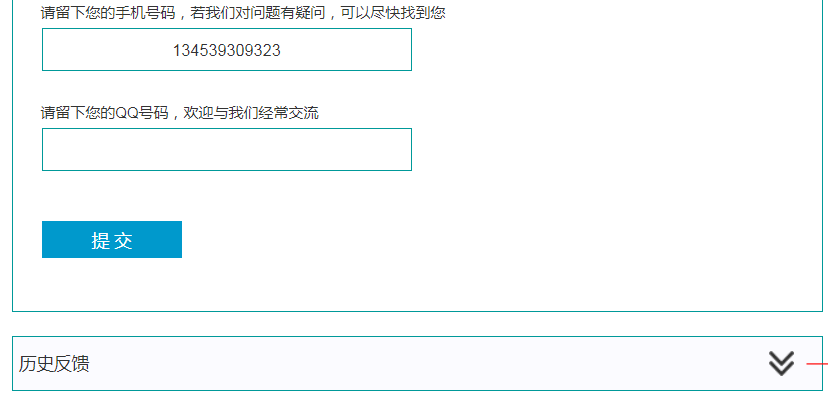 请留下您的手机号码，若我们对问题有疑问，可以尽快找到您
134539309323
请留下您的QQ号码，欢迎与我们经常交流
提 交
历史反馈